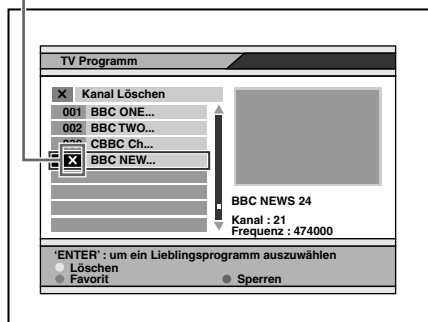 TV Programm
Kanal Löschen
001 BBC ONE...
002 BBC TWO...
CBBC Ch...
BBC NEW...
BBC NEWS 24
Kanal : 21
Frequenz : 474000
‘ENTER’ : um ein Lieblingsprogramm auszuwählen
Löschen
Favorit Sperren